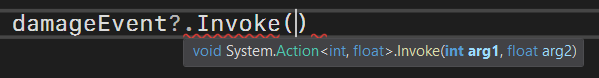 damageEvent?.Invoke()
void System.Action<int, float>.Invoke(int arg1, float arg2)